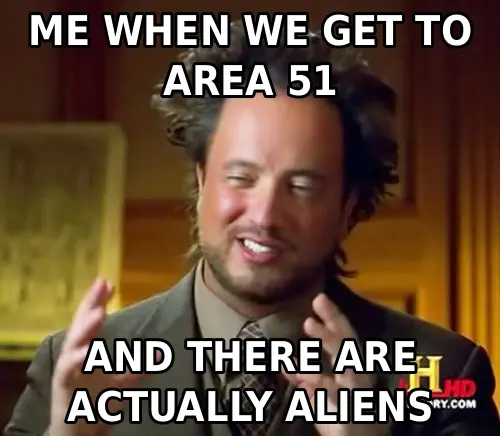 ME WHEN WE GET TO
AREA 51
AND THERE ARE
ACTUALLY ALIENS
H
HD
RY.COM